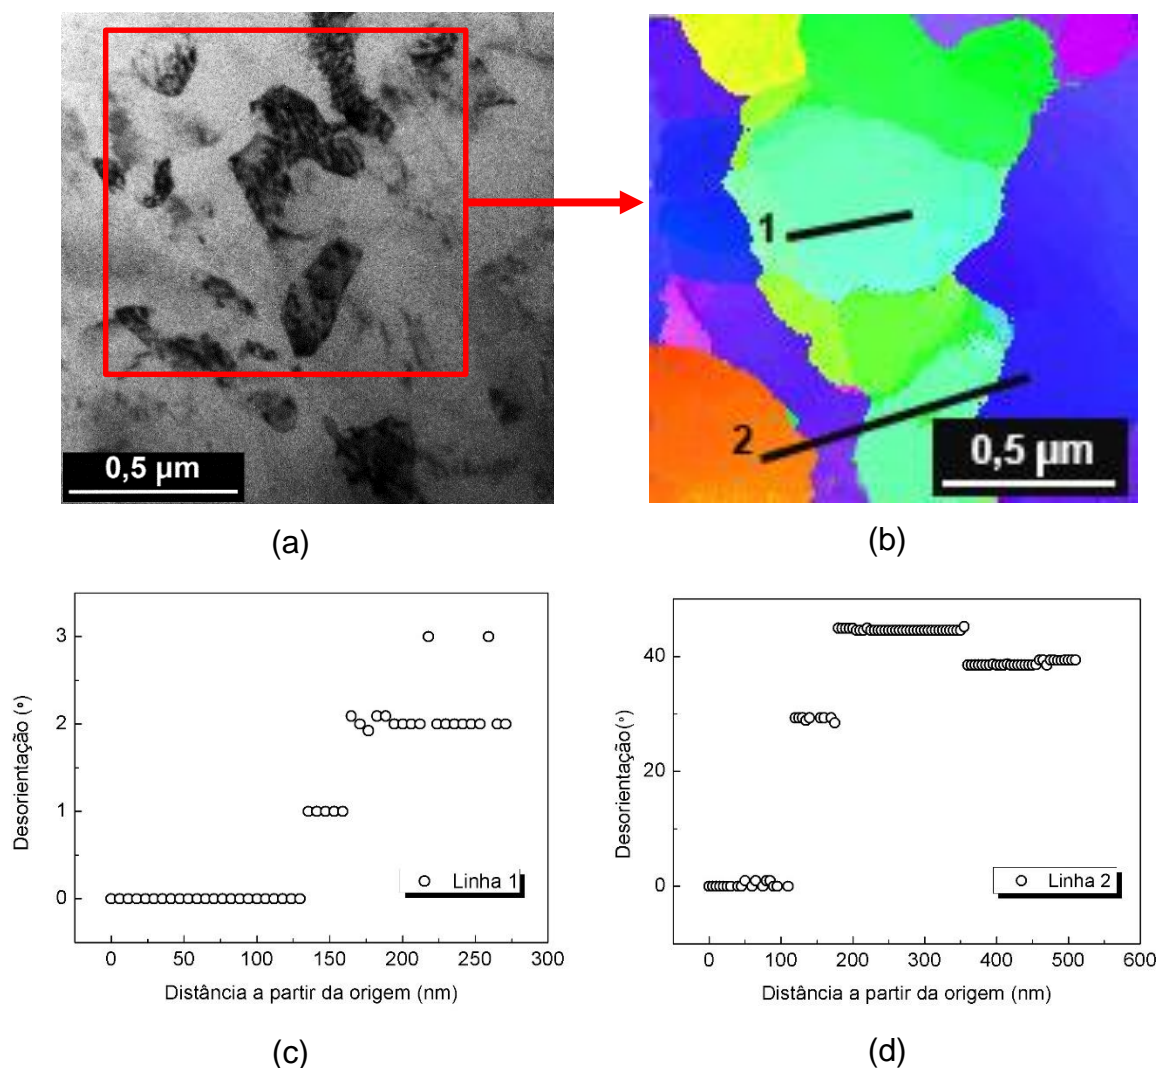 0,5 µm
(a)
1
2
0,5 µm
(b)
3
2
1
0
Desorientação (°)
Linha 1
0 50 100 150 200 250 300
Distância a partir da origem (nm)
(c)
40
20
0
Desorientação(°)
Linha 2
0 100 200 300 400 500 600
Distância a partir da origem (nm)
(d)